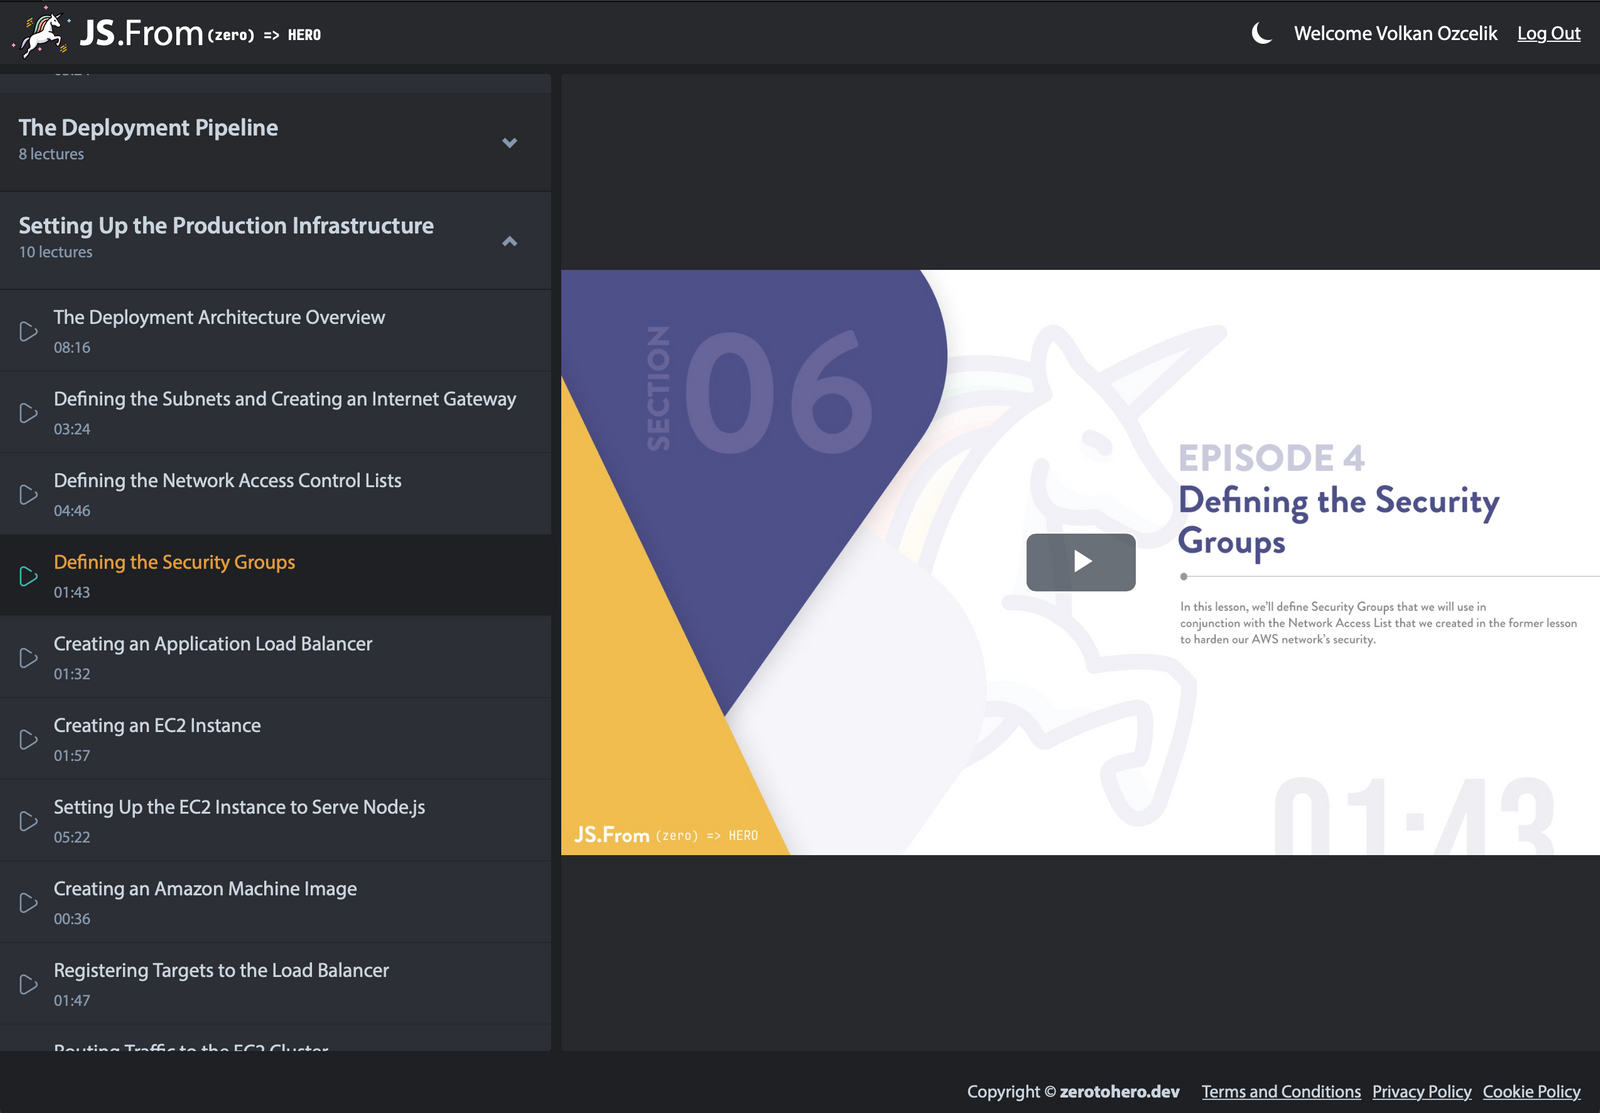 JS.From (zero) => HERO
Welcome Volkan Ozcelik
Log Out
The Deployment Pipeline
8 lectures
Setting Up the Production Infrastructure
10 lectures
The Deployment Architecture Overview
08:16
Defining the Subnets and Creating an Internet Gateway
03:24
Defining the Network Access Control Lists
04:46
Defining the Security Groups
01:43
Creating an Application Load Balancer
01:32
Creating an EC2 Instance
01:57
Setting Up the EC2 Instance to Serve Node.js
05:22
Creating an Amazon Machine Image
00:36
Registering Targets to the Load Balancer
01:47
Routing Traffic to the EC2 Cluster
SECTION
06
EPISODE 4
Defining the Security
Groups
In this lesson, we'll define Security Groups that we will use in
conjunction with the Network Access List that we created in the former lesson
to harden our AWS network's security.
01:43
JS.From (zero) => HERO
Copyright © zerotohero.dev
Terms and Conditions
Privacy Policy
Cookie Policy